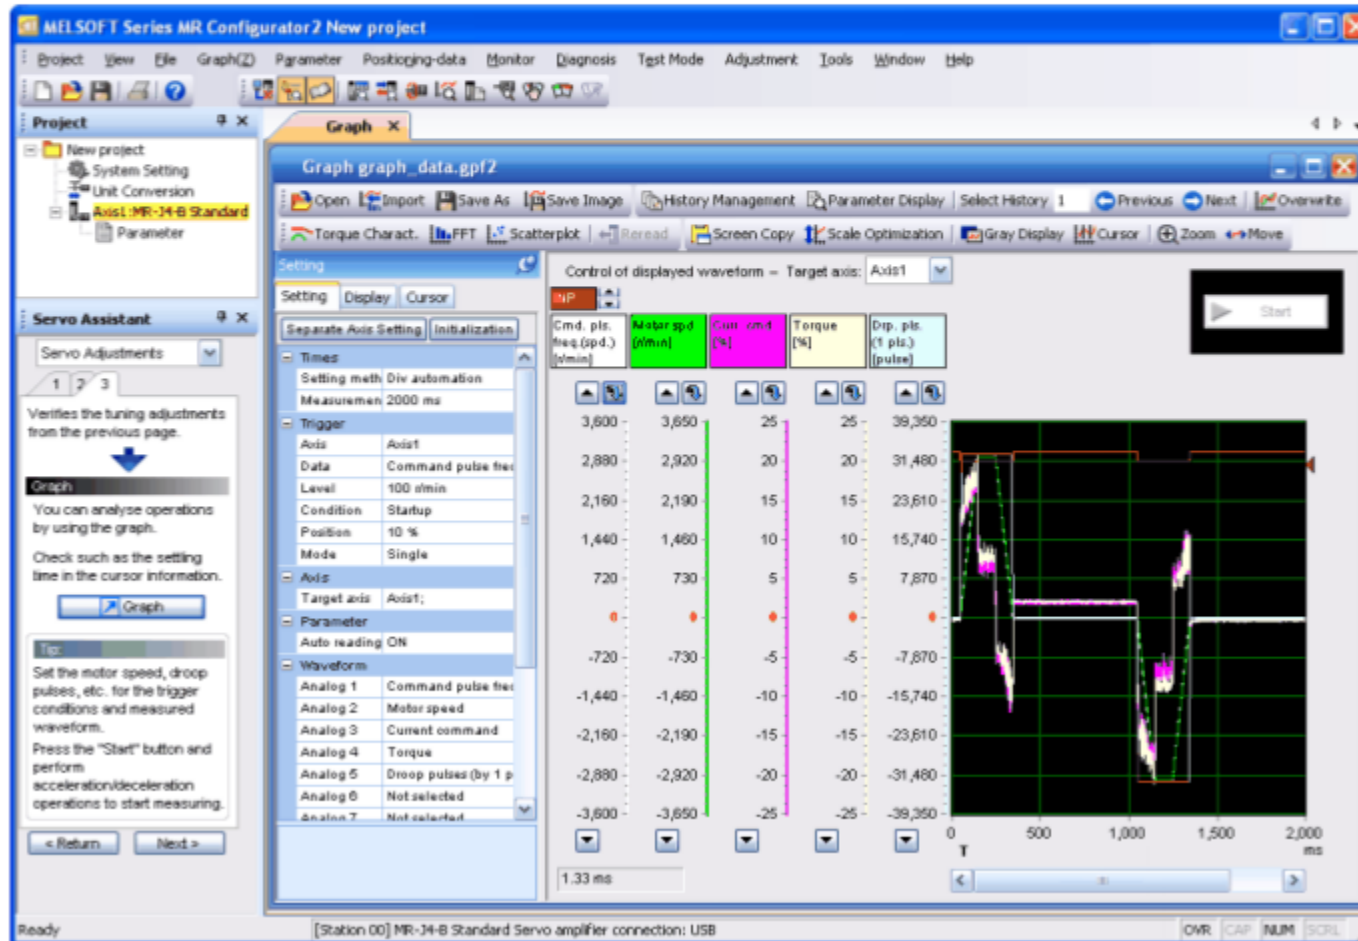 MELSOFT Series MR Configurator2 New project
Project View File Graph(Z) Parameter Positioning-data Monitor Diagnosis Test Mode Adjustment Tools Window Help
Project
New project
System Setting
Unit Conversion
Axis1:MR-J4-B Standard
Parameter
Servo Assistant
Servo Adjustments
1 2 3
Verifies the tuning adjustments
from the previous page.
Graph
You can analyse operations
by using the graph.
Check such as the settling
time in the cursor information.
Graph
Tip:
Set the motor speed, droop
pulses, etc. for the trigger
conditions and measured
waveform.
Press the "Start" button and
perform
acceleration/deceleration
operations to start measuring.
< Return Next >
Graph
Graph graph_data.gpf2
Open Import Save As Save Image History Management Parameter Display Select History 1 Previous Next Overwrite
Torque Charact. FFT Scatterplot Reread Screen Copy Scale Optimization Gray Display Cursor Zoom Move
Setting
Setting Display Cursor
Separate Axis Setting Initialization
Times
Setting meth Div automation
Measuremen 2000 ms
Trigger
Axis Axis1
Data Command pulse fred
Level 100 r/min
Condition Startup
Position 10 %
Mode Single
Axis
Target axis Axis1;
Parameter
Auto reading ON
Waveform
Analog 1 Command pulse fred
Analog 2 Motor speed
Analog 3 Current command
Analog 4 Torque
Analog 5 Droop pulses (by 1 p
Analog 6 Not selected
Analog 7 Not selected
Control of displayed waveform – Target axis: Axis1
INP
Start
Cmd. pls. Motor spd Curr. cmd Torque Drp. pls.
freq.(spd.) [r/min] [%] [%] (1 pls.)
[r/min] [pulse]
3,600 3,650 25 25 39,350
2,880 2,920 20 20 31,480
2,160 2,190 15 15 23,610
1,440 1,460 10 10 15,740
720 730 5 5 7,870
0 0 0 0 0
-720 -730 -5 -5 -7,870
-1,440 -1,460 -10 -10 -15,740
-2,160 -2,190 -15 -15 -23,610
-2,880 -2,920 -20 -20 -31,480
-3,600 -3,650 -25 -25 -39,350
0 500 1,000 1,500 2,000
T ms
1.33 ms
Ready [Station 00] MR-J4-B Standard Servo amplifier connection: USB OVR CAP NUM SCRL